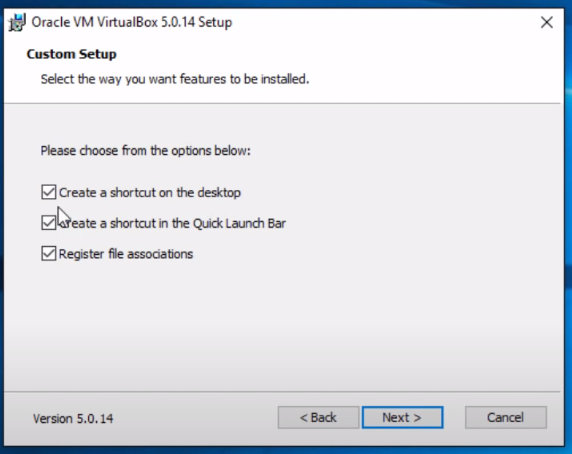 Oracle VM VirtualBox 5.0.14 Setup
Custom Setup
Select the way you want features to be installed.
Please choose from the options below:
Create a shortcut on the desktop
Create a shortcut in the Quick Launch Bar
Register file associations
Version 5.0.14
< Back
Next >
Cancel